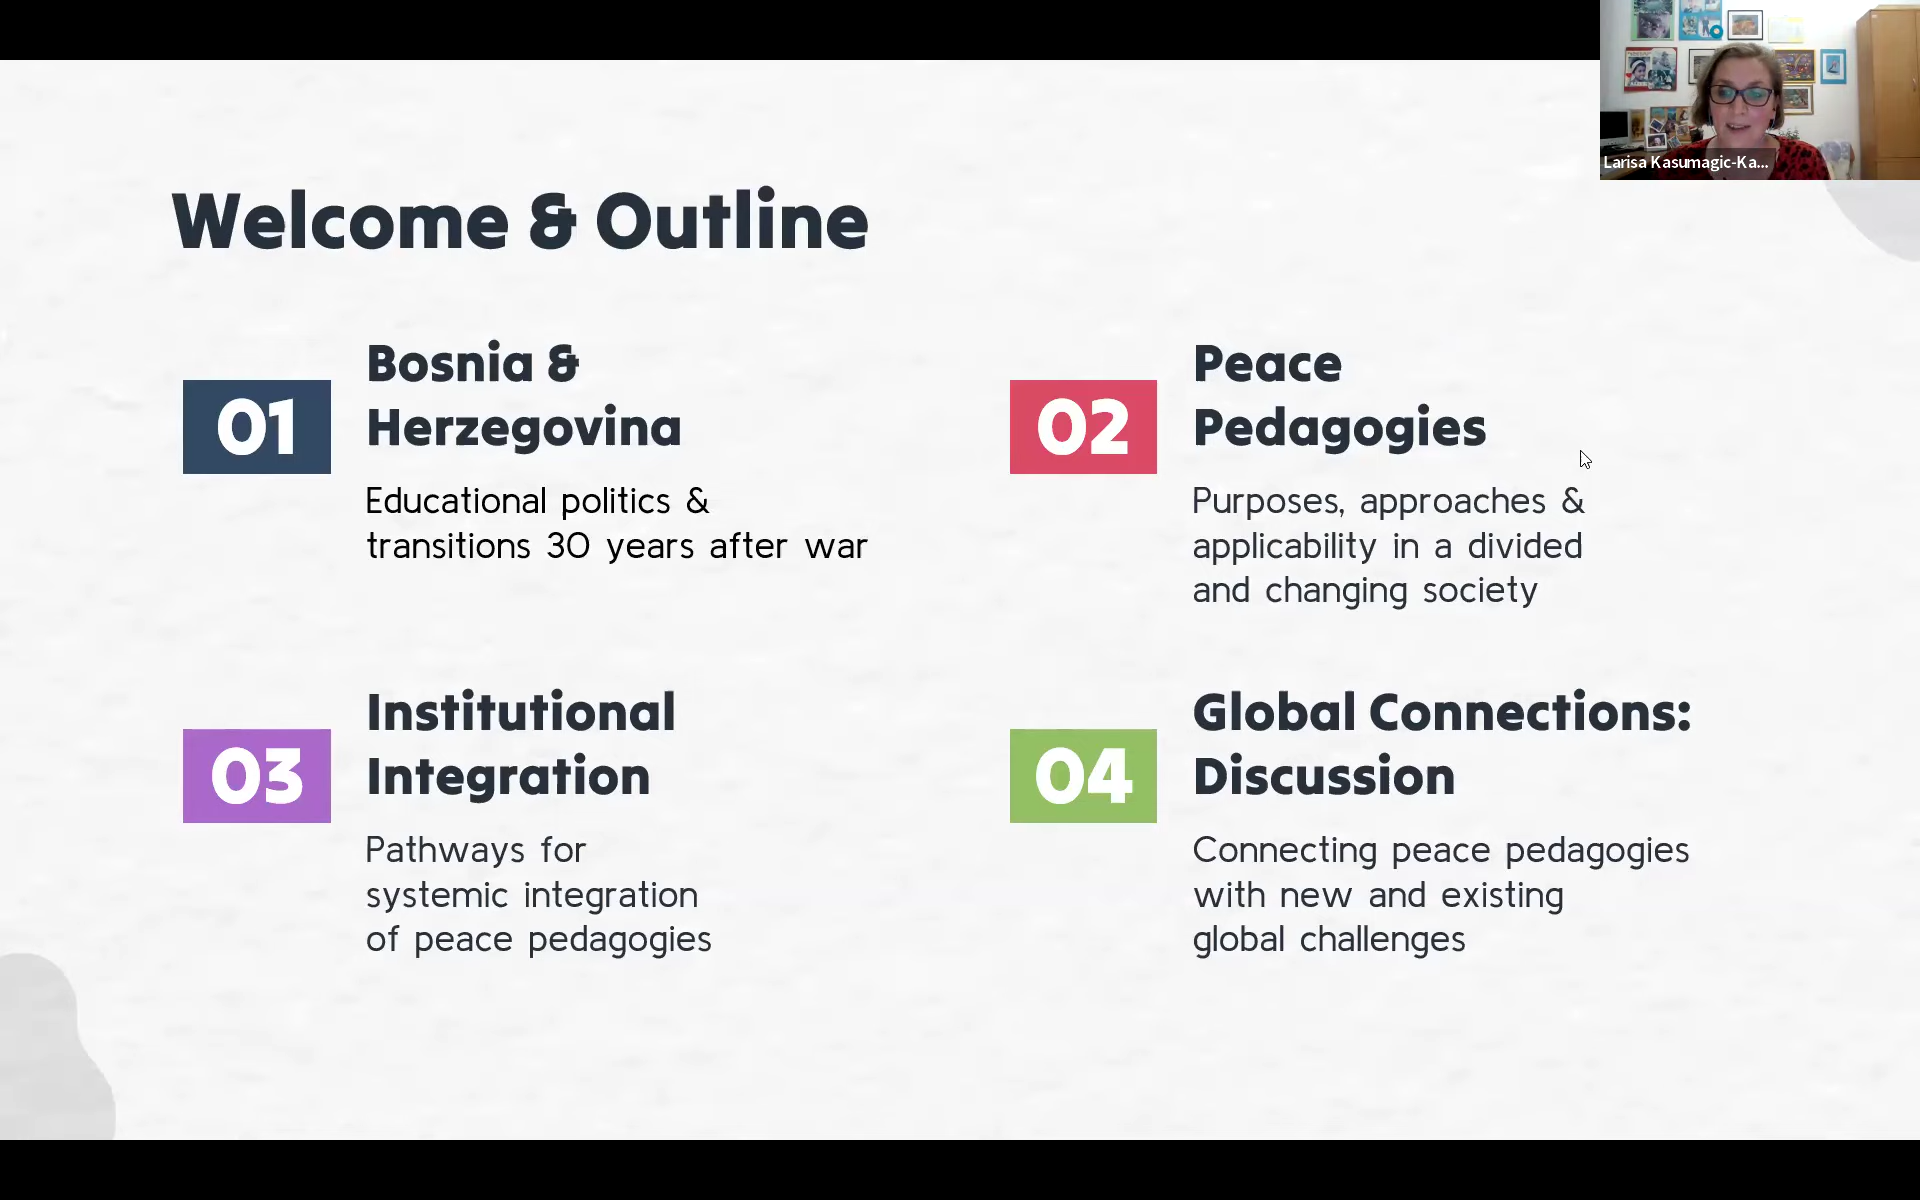 Larisa Kasumagic-Ka...
Welcome & Outline
01
Bosnia &
Herzegovina
Educational politics &
transitions 30 years after war
02
Peace
Pedagogies
Purposes, approaches &
applicability in a divided
and changing society
03
Institutional
Integration
Pathways for
systemic integration
of peace pedagogies
04
Global Connections:
Discussion
Connecting peace pedagogies
with new and existing
global challenges